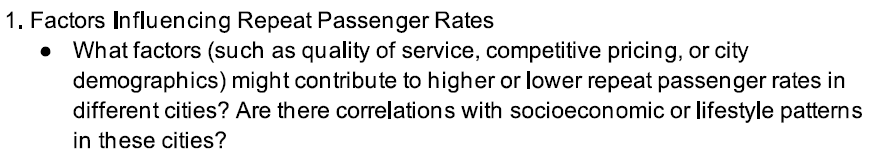 1. Factors Influencing Repeat Passenger Rates
● What factors (such as quality of service, competitive pricing, or city
demographics) might contribute to higher or lower repeat passenger rates in
different cities? Are there correlations with socioeconomic or lifestyle patterns
in these cities?